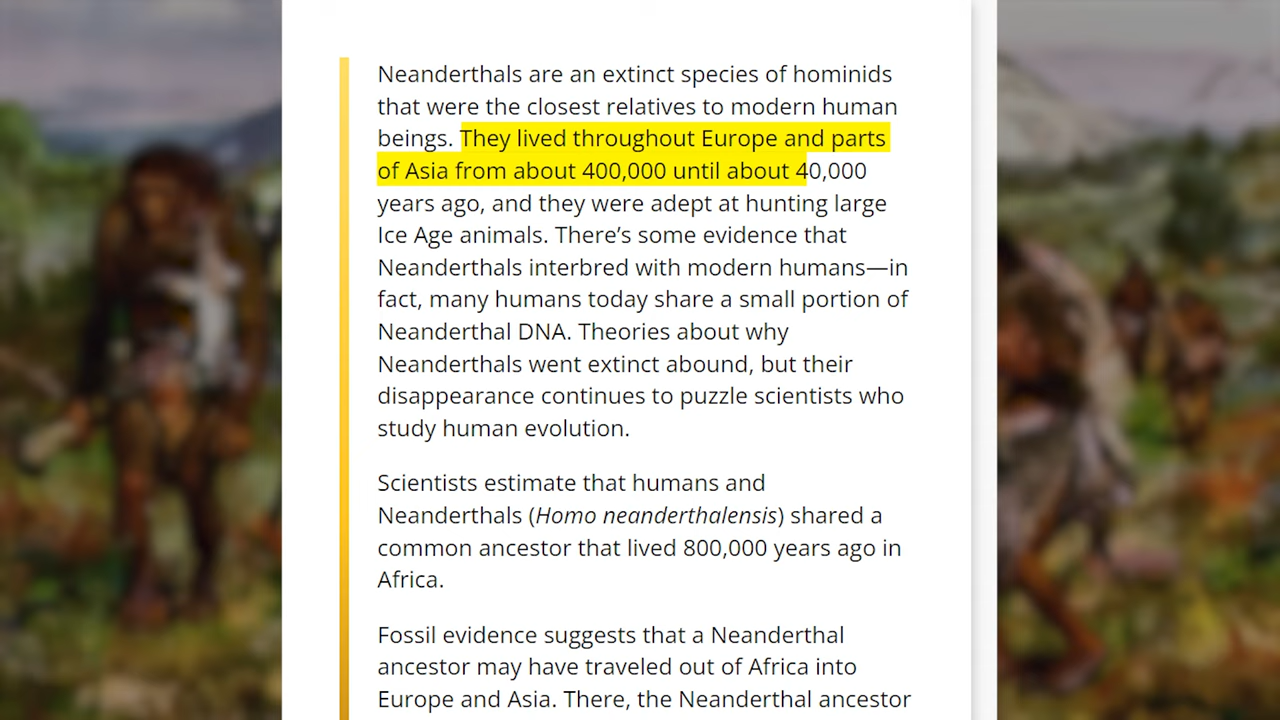 Neanderthals are an extinct species of hominids
that were the closest relatives to modern human
beings. They lived throughout Europe and parts
of Asia from about 400,000 until about 40,000
years ago, and they were adept at hunting large
Ice Age animals. There’s some evidence that
Neanderthals interbred with modern humans—in
fact, many humans today share a small portion of
Neanderthal DNA. Theories about why
Neanderthals went extinct abound, but their
disappearance continues to puzzle scientists who
study human evolution.
Scientists estimate that humans and
Neanderthals (Homo neanderthalensis) shared a
common ancestor that lived 800,000 years ago in
Africa.
Fossil evidence suggests that a Neanderthal
ancestor may have traveled out of Africa into
Europe and Asia. There, the Neanderthal ancestor